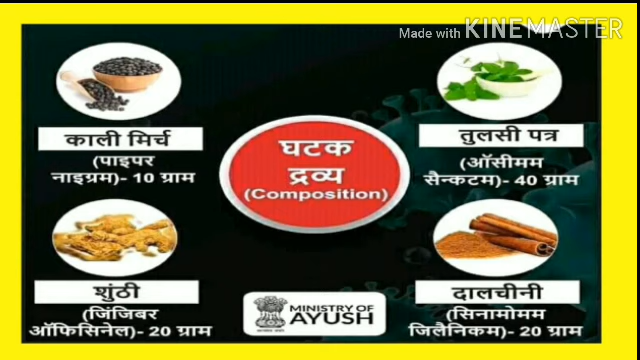 Made with KINEMASTER
काली मिर्च
(पाइपर
नाइग्रम)- 10 ग्राम
तुलसी पत्र
(ऑसीमम
सैन्कटम)- 40 ग्राम
घटक
द्रव्य
(Composition)
शुंठी
(जिंजिबर
ऑफिसिनेल)- 20 ग्राम
MINISTRY OF
AYUSH
दालचीनी
(सिनामोमम
जिलैनिकम)- 20 ग्राम